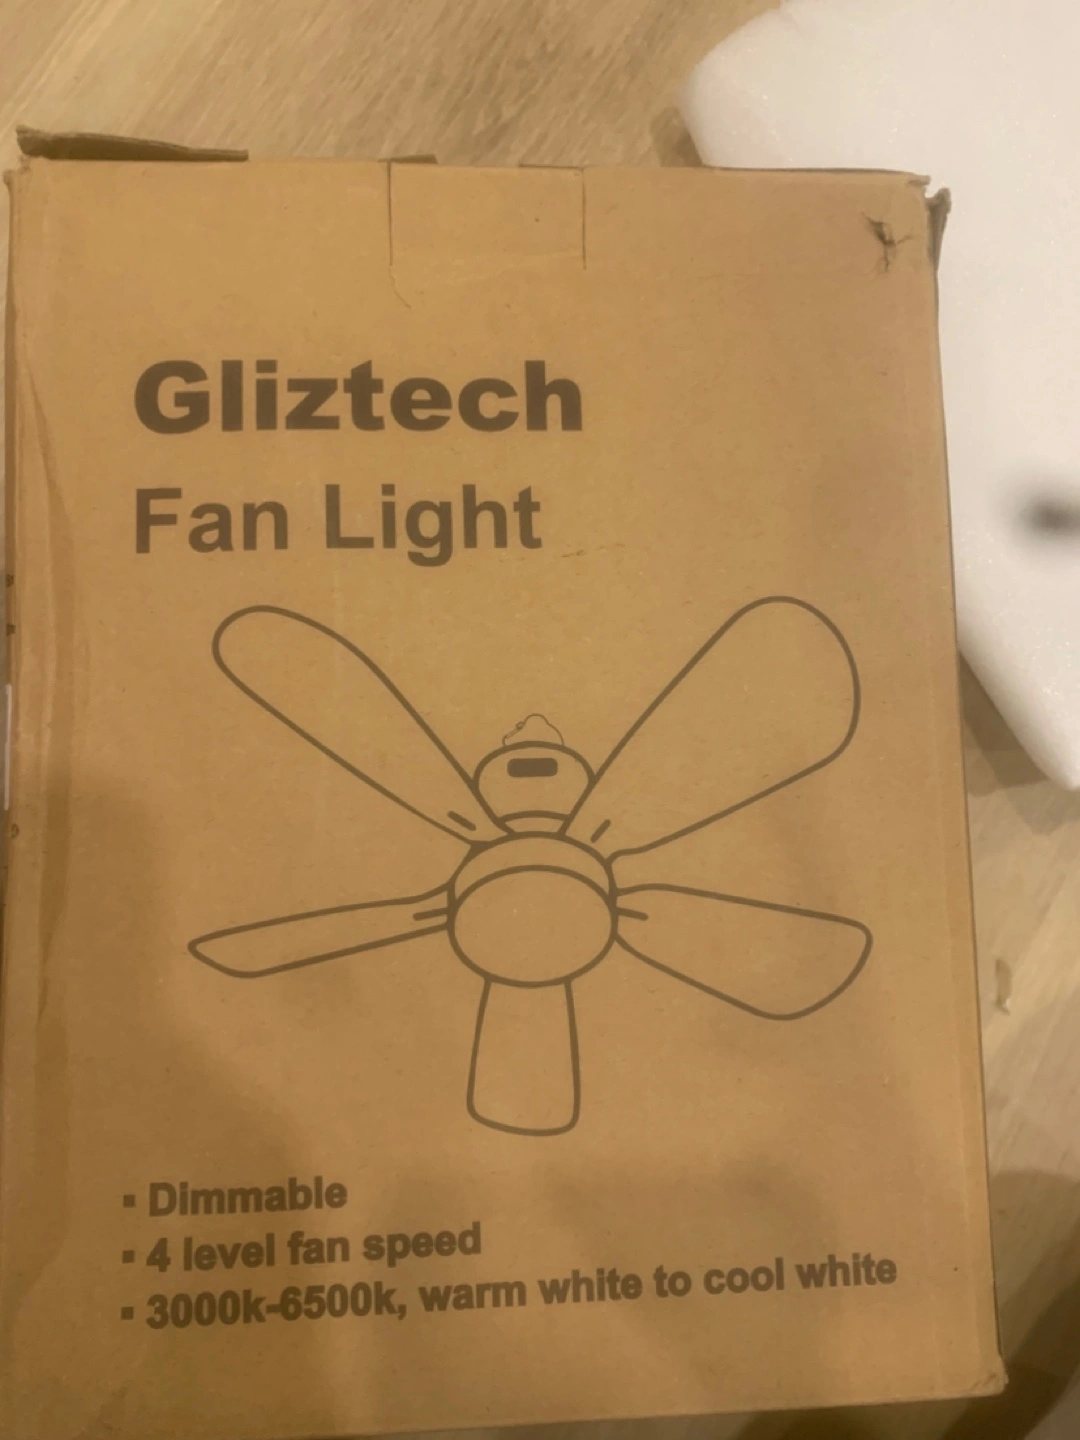 Gliztech
Fan Light
▪ Dimmable
▪ 4 level fan speed
▪ 3000k-6500k, warm white to cool white